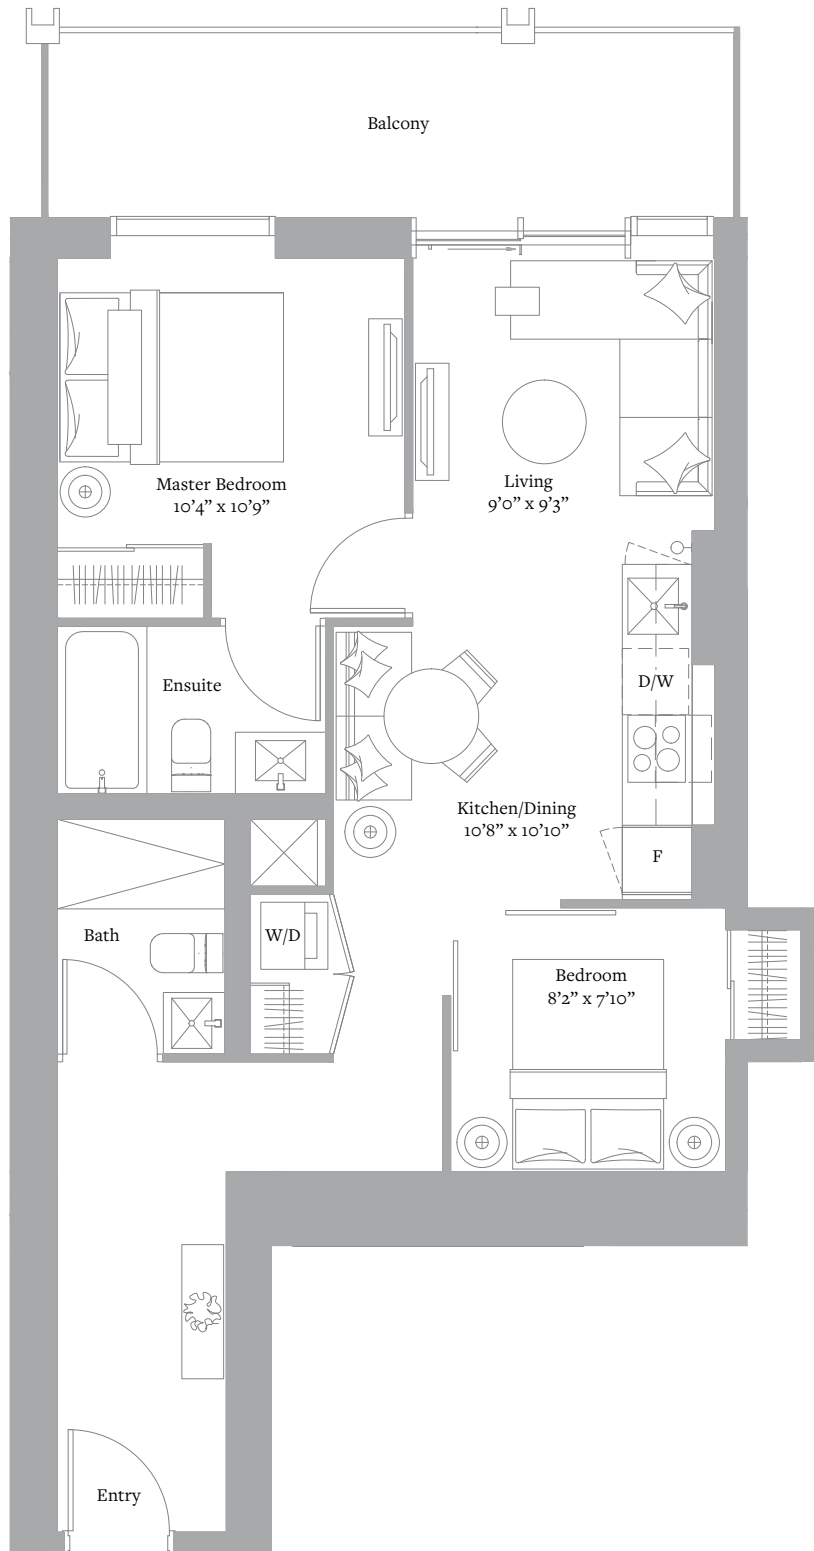 Balcony
Master Bedroom
10’4” x 10’9”
Living
9’0” x 9’3”
Ensuite
D/W
Kitchen/Dining
10’8” x 10’10”
F
Bath
W/D
Bedroom
8’2” x 7’10”
Entry